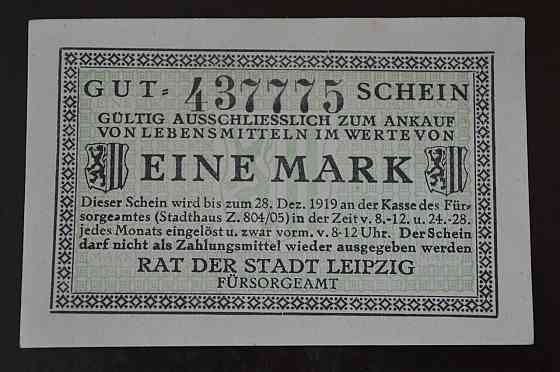 GUT- 437775 SCHEIN
GÜLTIG AUSSCHLIESSLICH ZUM ANKAUF
VON LEBENSMITTELN IM WERTE VON
EINE MARK
Dieser Schein wird bis zum 28. Dez. 1919 an der Kasse des Für-
sorgeamtes (Stadthaus Z. 804/05) in der Zeit v. 8.-12. u. 24.-28.
jedes Monats eingelöst u. zwar vorm. v. 8-12 Uhr. Der Schein
darf nicht als Zahlungsmittel wieder ausgegeben werden
RAT DER STADT LEIPZIG
FÜRSORGEAMT